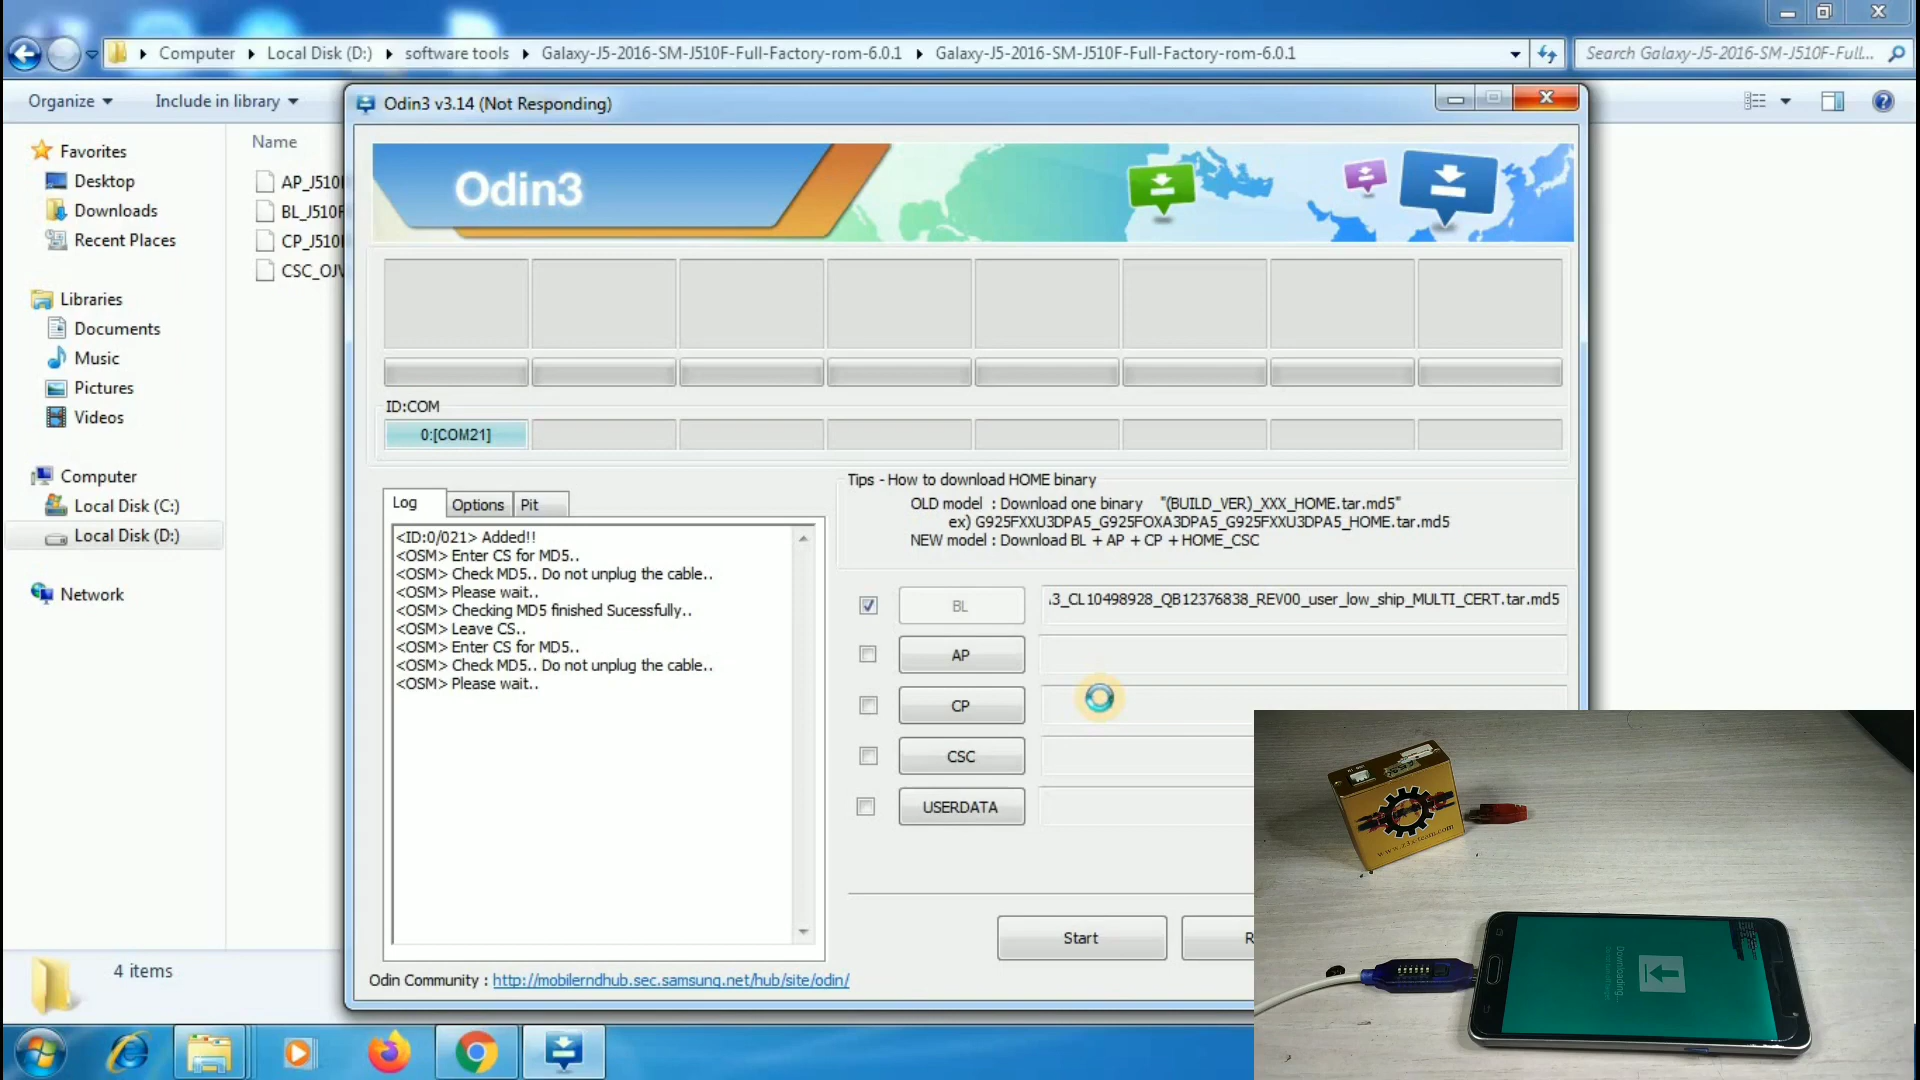 Computer Local Disk (D:) software tools Galaxy-J5-2016-SM-J510F-Full-Factory-rom-6.0.1 Galaxy-J5-2016-SM-J510F-Full-Factory-rom-6.0.1
Search Galaxy-J5-2016-SM-J510F-Full...
Organize Include in library
Name
Favorites
Desktop
Downloads
Recent Places
Libraries
Documents
Music
Pictures
Videos
Computer
Local Disk (C:)
Local Disk (D:)
Network
AP_J510
BL_J510F
CP_J510
CSC_OJV
4 items
Odin3 v3.14 (Not Responding)
Odin3
ID:COM
0:[COM21]
Log Options Pit
<ID:0/021> Added!!
<OSM> Enter CS for MD5..
<OSM> Check MD5.. Do not unplug the cable..
<OSM> Please wait..
<OSM> Checking MD5 finished Sucessfully..
<OSM> Leave CS..
<OSM> Enter CS for MD5..
<OSM> Check MD5.. Do not unplug the cable..
<OSM> Please wait..
Tips - How to download HOME binary
OLD model : Download one binary "(BUILD_VER)_XXX_HOME.tar.md5"
ex) G925FXXU3DPA5_G925FOXA3DPA5_G925FXXU3DPA5_HOME.tar.md5
NEW model : Download BL + AP + CP + HOME_CSC
BL
3_CL10498928_QB12376838_REV00_user_low_ship_MULTI_CERT.tar.md5
AP
CP
CSC
USERDATA
Start
R
Odin Community : http://mobilerndhub.sec.samsung.net/hub/site/odin/
www.z3x-team.com
Downloading...